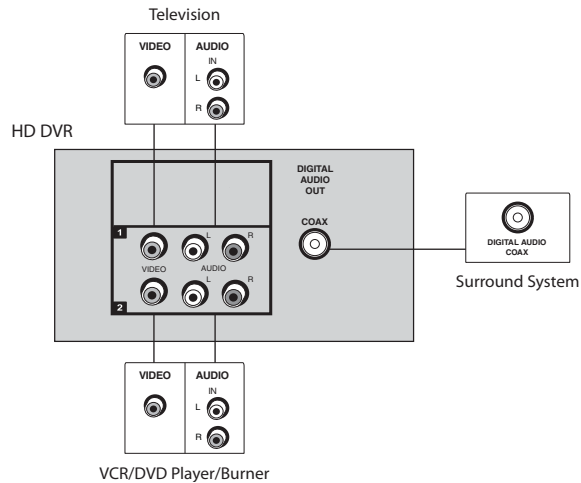 Television
VIDEO AUDIO
IN
L
R
HD DVR
DIGITAL
AUDIO
OUT
COAX
1
L R
VIDEO AUDIO
L R
2
DIGITAL AUDIO
COAX
Surround System
VIDEO AUDIO
IN
L
R
VCR/DVD Player/Burner